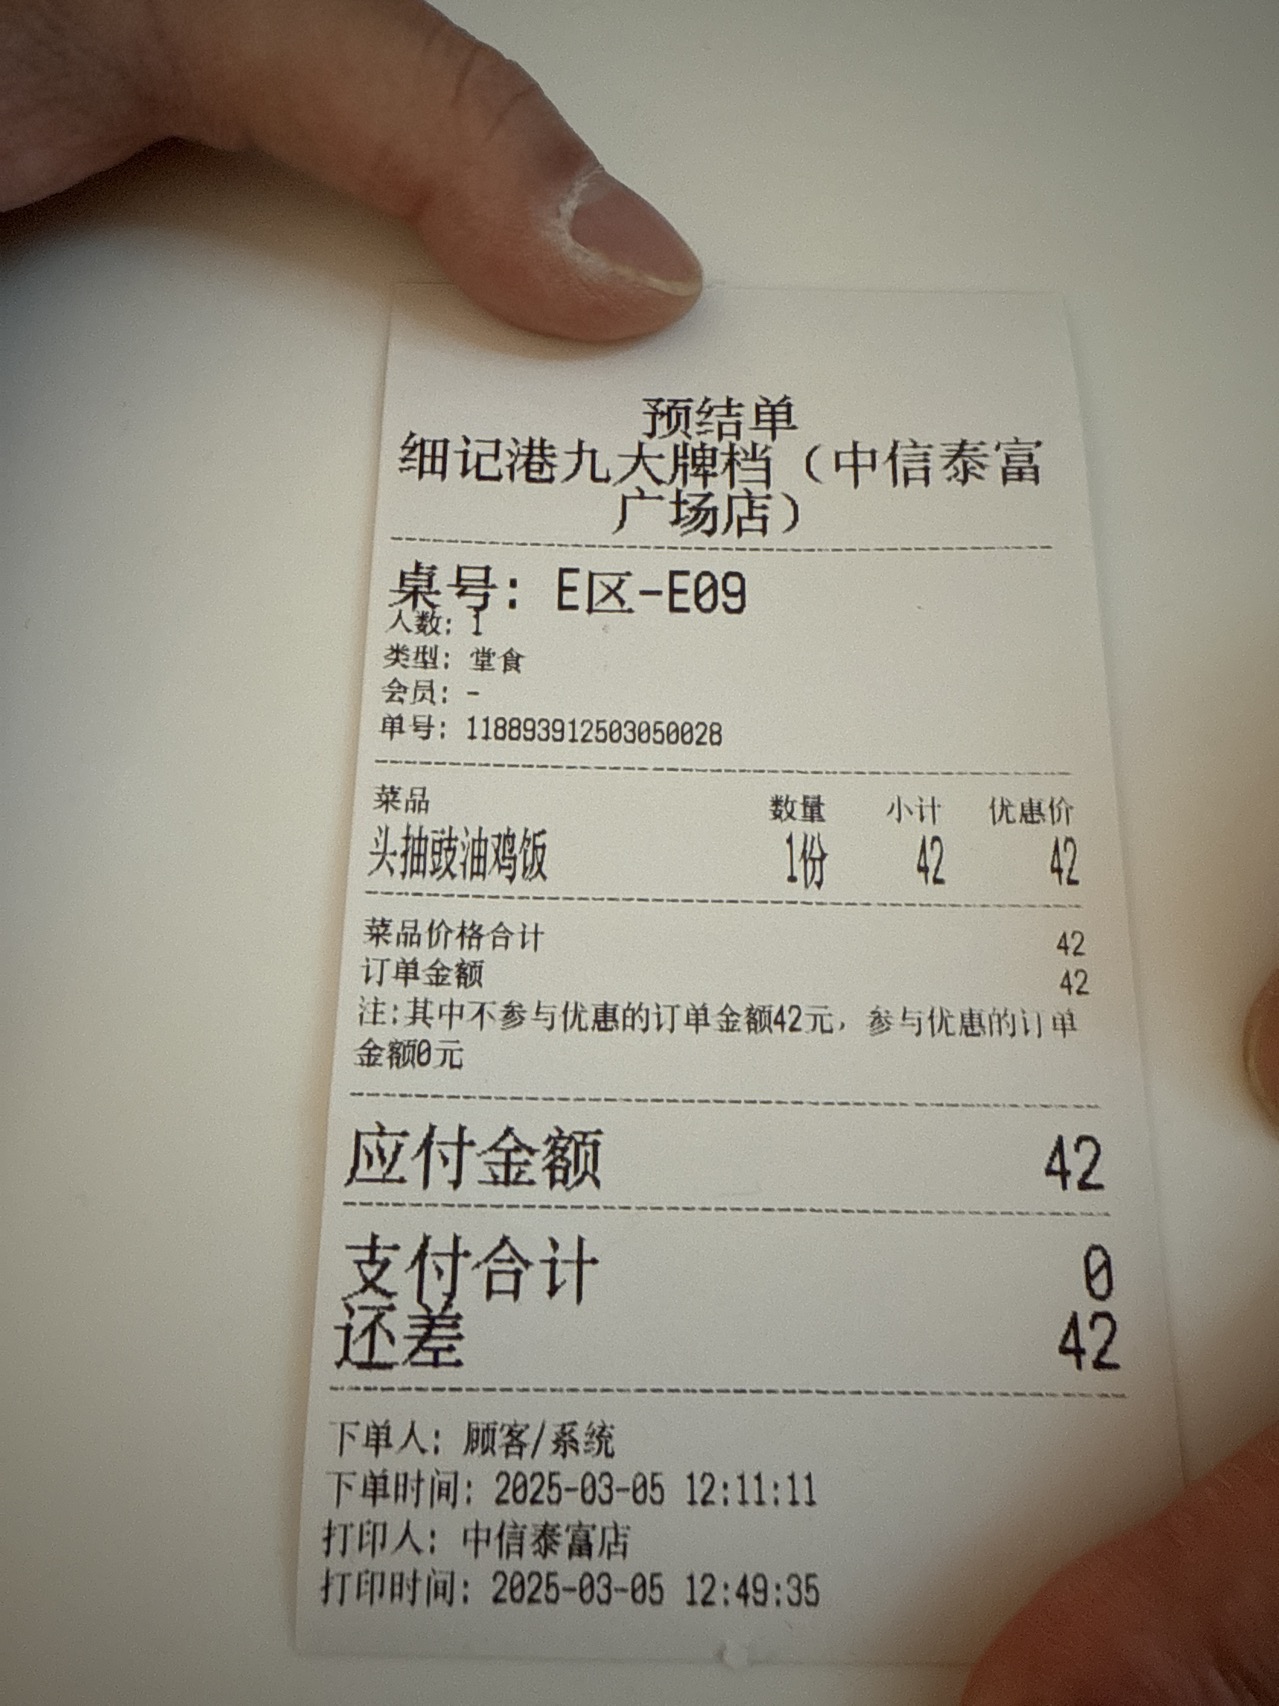 预结单
细记港九大牌档（中信泰富
广场店）
桌号: E区-E09
人数: 1
类型: 堂食
会员: -
单号: 118893912503050028
菜品 数量 小计 优惠价
头抽豉油鸡饭 1份 42 42
菜品价格合计 42
订单金额 42
注:其中不参与优惠的订单金额42元，参与优惠的订单
金额0元
应付金额 42
支付合计 0
还差 42
下单人: 顾客/系统
下单时间: 2025-03-05 12:11:11
打印人: 中信泰富店
打印时间: 2025-03-05 12:49:35